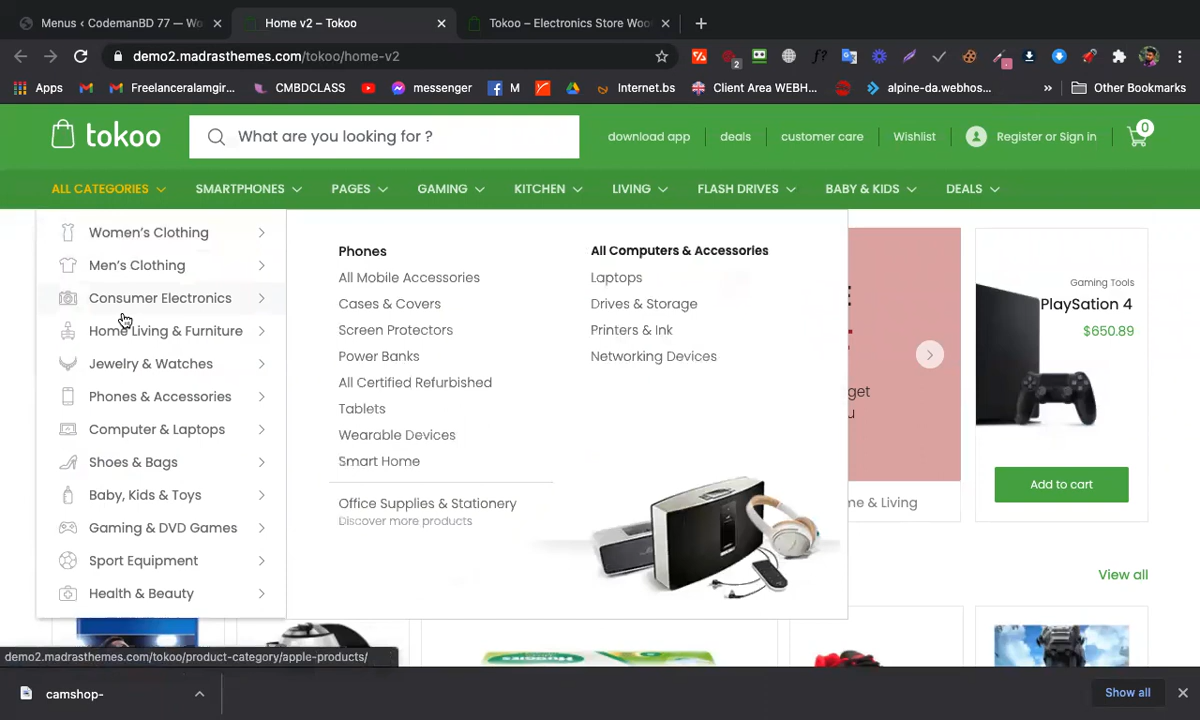 Menus ‹ CodemanBD 77 — Wo
Home v2 – Tokoo
Tokoo – Electronics Store Woo
demo2.madrasthemes.com/tokoo/home-v2
2
Apps
Freelanceralamgir...
CMBDCLASS
messenger
M
Internet.bs
Client Area WEBH...
alpine-da.webhos...
»
Other Bookmarks
tokoo
What are you looking for ?
download app
deals
customer care
Wishlist
Register or Sign in
0
ALL CATEGORIES
SMARTPHONES
PAGES
GAMING
KITCHEN
LIVING
FLASH DRIVES
BABY & KIDS
DEALS
Women's Clothing
Men's Clothing
Consumer Electronics
Home Living & Furniture
Jewelry & Watches
Phones & Accessories
Computer & Laptops
Shoes & Bags
Baby, Kids & Toys
Gaming & DVD Games
Sport Equipment
Health & Beauty
Phones
All Mobile Accessories
Cases & Covers
Screen Protectors
Power Banks
All Certified Refurbished
Tablets
Wearable Devices
Smart Home
Office Supplies & Stationery
Discover more products
All Computers & Accessories
Laptops
Drives & Storage
Printers & Ink
Networking Devices
Gaming Tools
PlaySation 4
$650.89
Add to cart
View all
demo2.madrasthemes.com/tokoo/product-category/apple-products/
camshop-
Show all